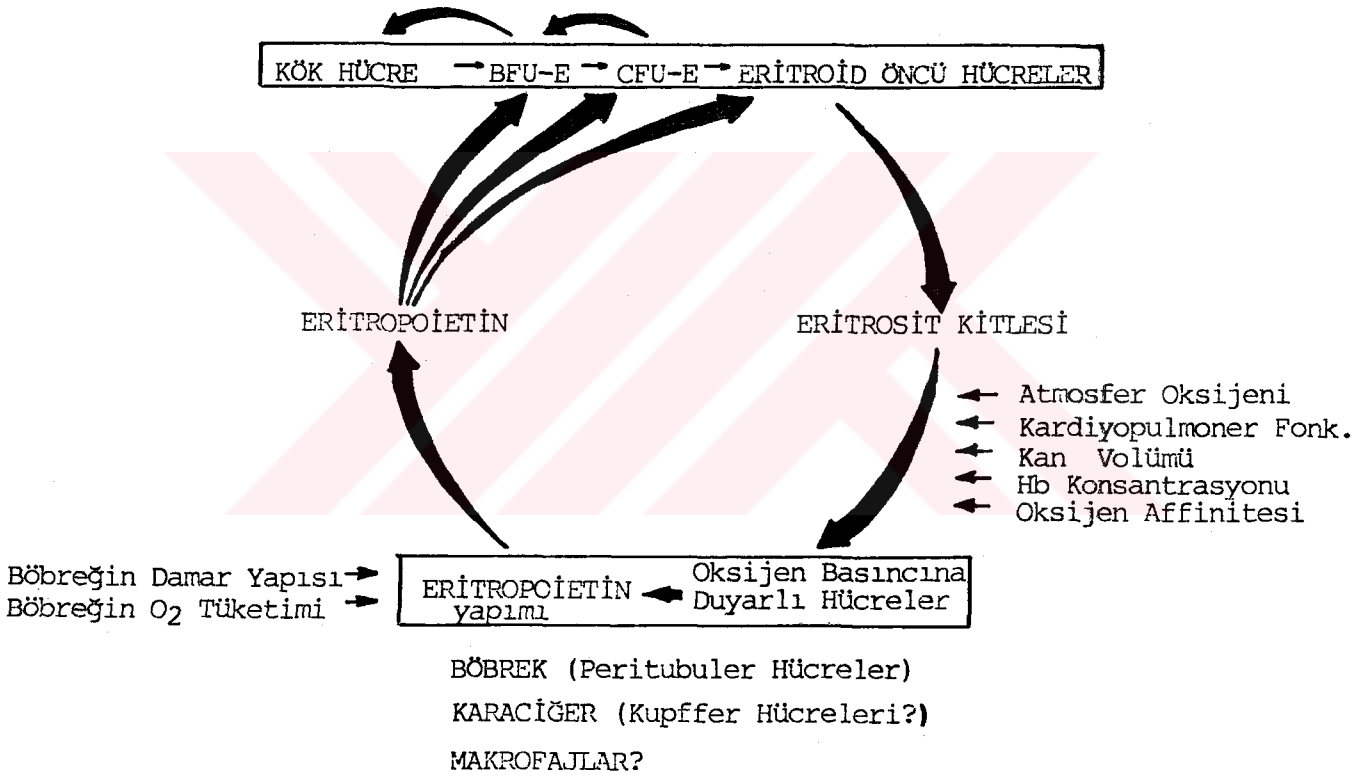 KÖK HÜCRE → BFU-E → CFU-E → ERİTROİD ÖNCÜ HÜCRELER
ERİTROPOİETİN
ERİTROSİT KİTLESİ
← Atmosfer Oksijeni
← Kardiyopulmoner Fonk.
← Kan Volümü
← Hb Konsantrasyonu
← Oksijen Affinitesi
Böbreğin Damar Yapısı →
Böbreğin O₂ Tüketimi →
ERİTROPOİETİN
yapımı
← Oksijen Basıncına
Duyarlı Hücreler
BÖBREK (Peritubuler Hücreler)
KARACİĞER (Kupffer Hücreleri?)
MAKROFAJLAR?